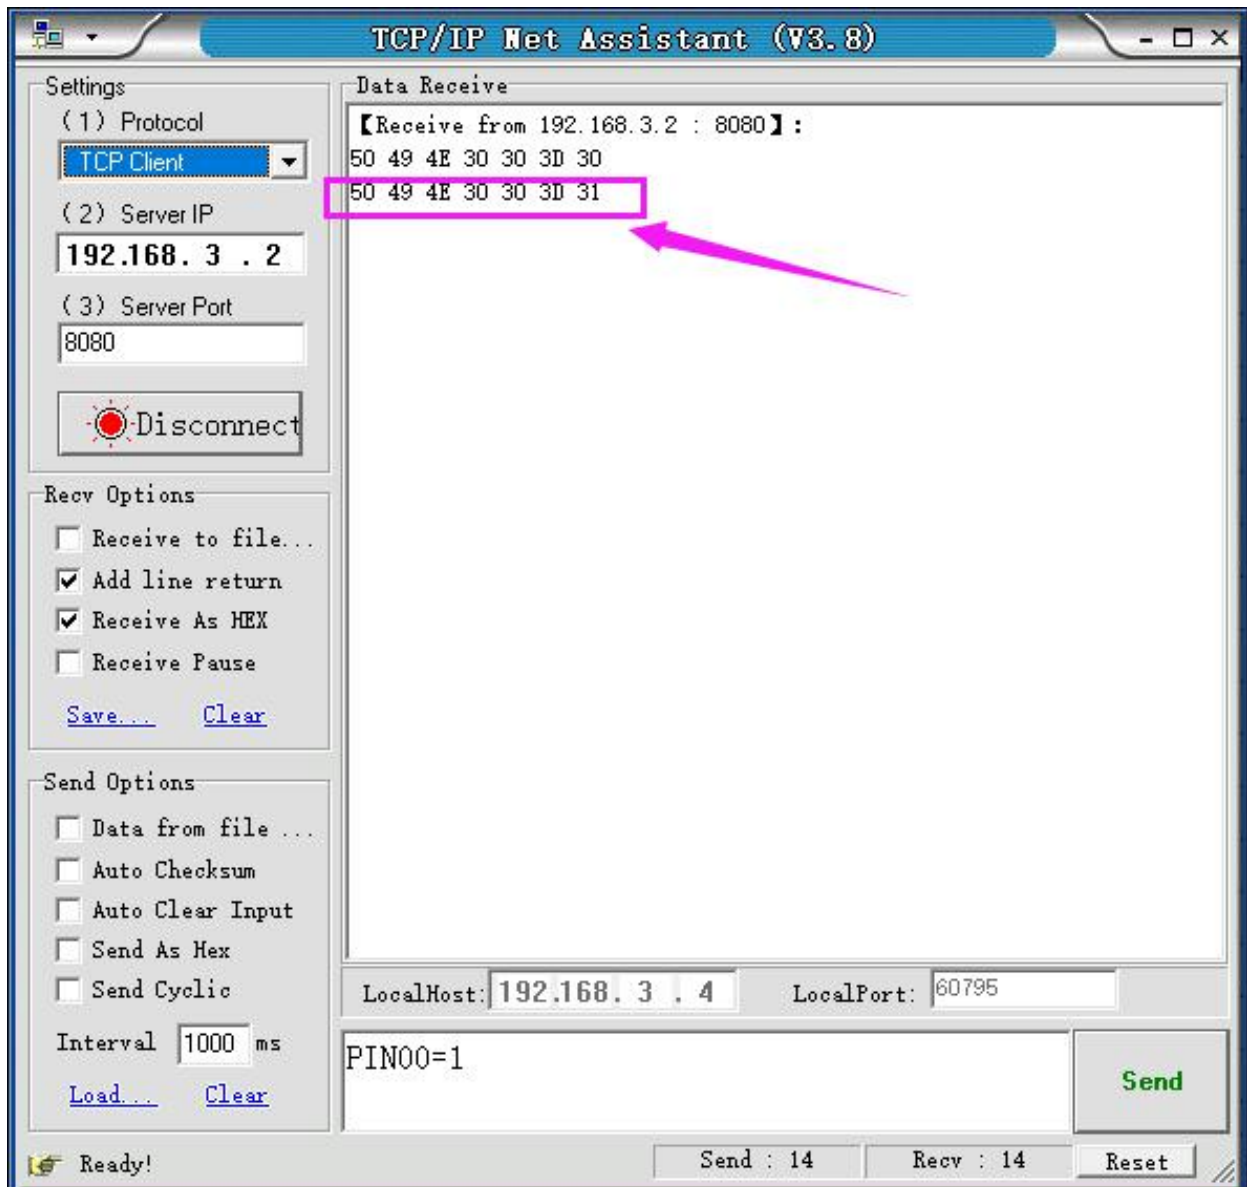 TCP/IP Net Assistant (V3.8)
Settings
(1) Protocol
TCP Client
(2) Server IP
192.168. 3 . 2
(3) Server Port
8080
Disconnect
Recv Options
Receive to file...
Add line return
Receive As HEX
Receive Pause
Save... Clear
Send Options
Data from file ...
Auto Checksum
Auto Clear Input
Send As Hex
Send Cyclic
Interval 1000 ms
Load... Clear
Data Receive
【Receive from 192.168.3.2 : 8080】:
50 49 4E 30 30 3D 30
50 49 4E 30 30 3D 31
LocalHost: 192.168. 3 . 4 LocalPort: 60795
PIN00=1
Send
Ready!
Send : 14 Recv : 14 Reset